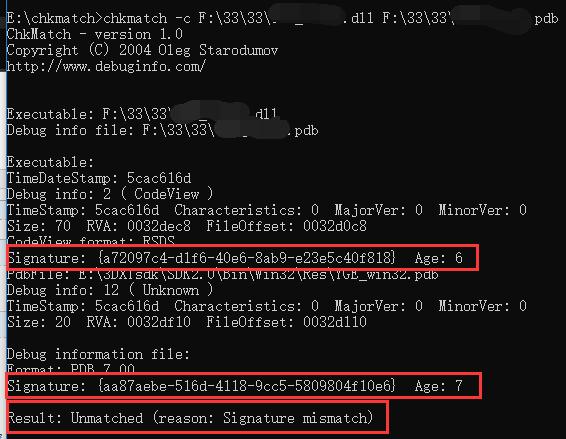 E:\chkmatch>chkmatch -c F:\33\33\ .dll F:\33\33\ .pdb
ChkMatch - version 1.0
Copyright (C) 2004 Oleg Starodumov
http://www.debuginfo.com/
Executable: F:\33\33\ .dll
Debug info file: F:\33\33\ .pdb
Executable:
TimeDateStamp: 5cac616d
Debug info: 2 ( CodeView )
TimeStamp: 5cac616d  Characteristics: 0  MajorVer: 0  MinorVer: 0
Size: 70  RVA: 0032dec8  FileOffset: 0032d0c8
CodeView format: RSDS
Signature: {a72097c4-d1f6-40e6-8ab9-e23e5c40f818}  Age: 6
PdbFile: E:\3DXTsdk\SDK2.0\Bin\Win32\Res\YGE_win32.pdb
Debug info: 12 ( Unknown )
TimeStamp: 5cac616d  Characteristics: 0  MajorVer: 0  MinorVer: 0
Size: 20  RVA: 0032df10  FileOffset: 0032d110
Debug information file:
Format: PDB 7.00
Signature: {aa87aebe-516d-4118-9cc5-5809804f10e6}  Age: 7
Result: Unmatched (reason: Signature mismatch)